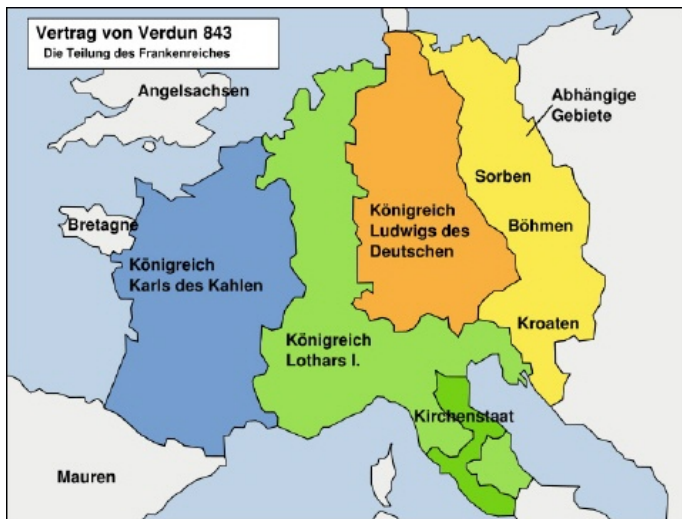 Vertrag von Verdun 843
Die Teilung des Frankenreiches
Angelsachsen
Abhängige
Gebiete
Sorben
Bretagne
Königreich
Ludwigs des
Deutschen
Böhmen
Königreich
Karls des Kahlen
Kroaten
Königreich
Lothars I.
Kirchenstaat
Mauren